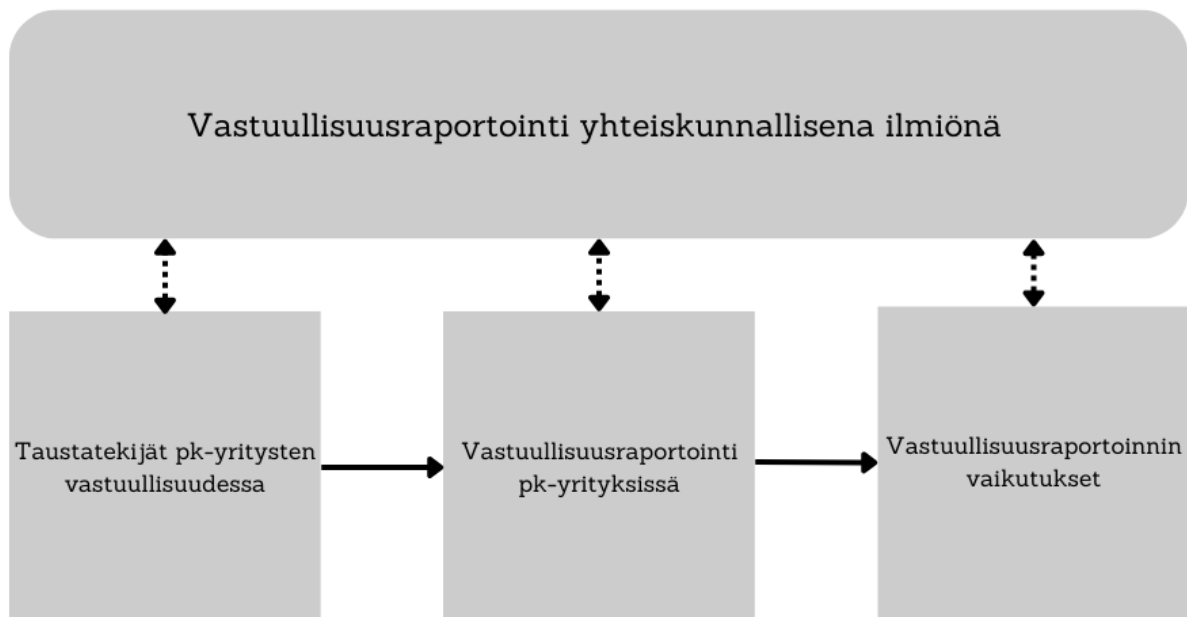 Vastuullisuusraportointi yhteiskunnallisena ilmiönä
Taustatekijät pk-yritysten
vastuullisuudessa
Vastuullisuusraportointi
pk-yrityksissä
Vastuullisuusraportoinnin
vaikutukset